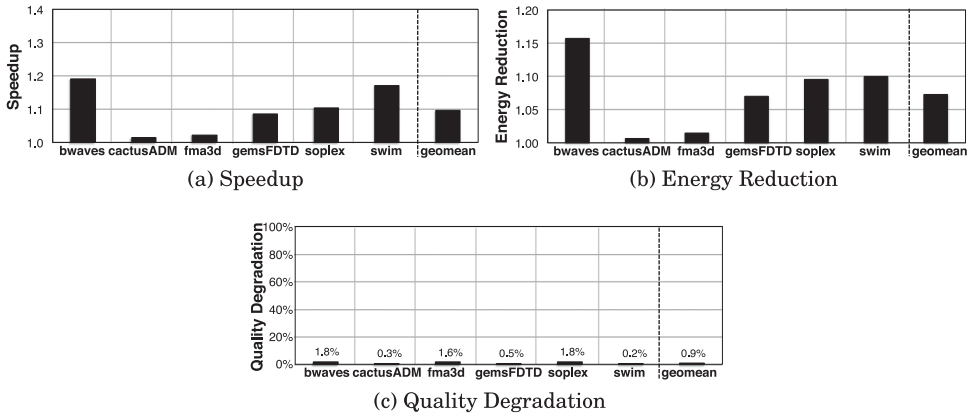 1.4
1.3
1.2
1.1
1.0
Speedup
bwaves cactusADM fma3d gemsFDTD soplex swim geomean
(a) Speedup
1.20
1.15
1.10
1.05
1.00
Energy Reduction
bwaves cactusADM fma3d gemsFDTD soplex swim geomean
(b) Energy Reduction
100%
80%
60%
40%
20%
0%
Quality Degradation
1.8% 0.3% 1.6% 0.5% 1.8% 0.2% 0.9%
bwaves cactusADM fma3d gemsFDTD soplex swim geomean
(c) Quality Degradation